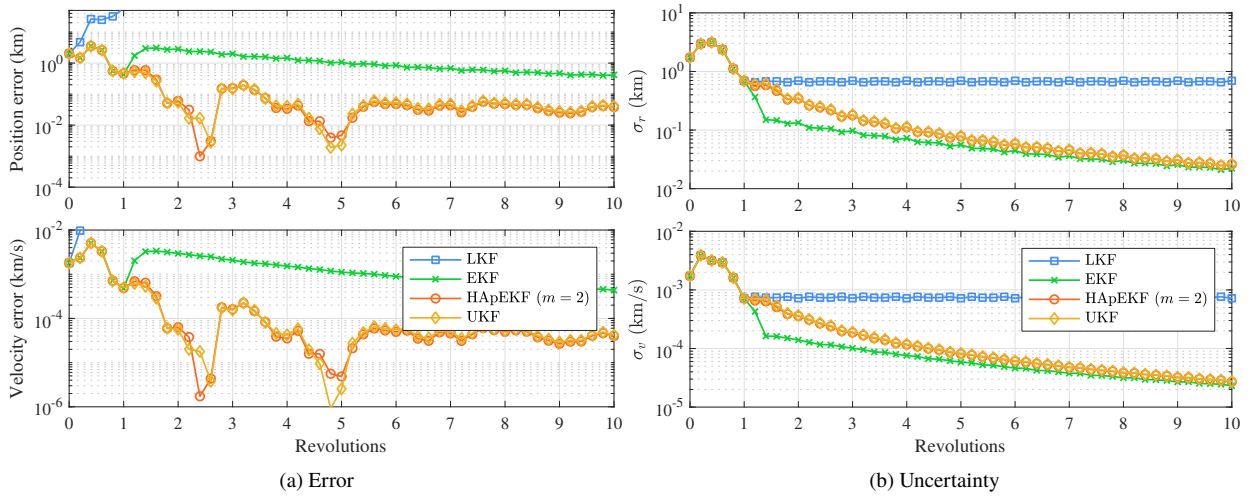 Position error (km)
10^0
10^-2
10^-4
0 1 2 3 4 5 6 7 8 9 10
Velocity error (km/s)
10^-2
10^-4
10^-6
LKF
EKF
HApEKF (m = 2)
UKF
0 1 2 3 4 5 6 7 8 9 10
Revolutions
(a) Error
σ_r (km)
10^1
10^0
10^-1
10^-2
0 1 2 3 4 5 6 7 8 9 10
σ_v (km/s)
10^-2
10^-3
10^-4
10^-5
LKF
EKF
HApEKF (m = 2)
UKF
0 1 2 3 4 5 6 7 8 9 10
Revolutions
(b) Uncertainty